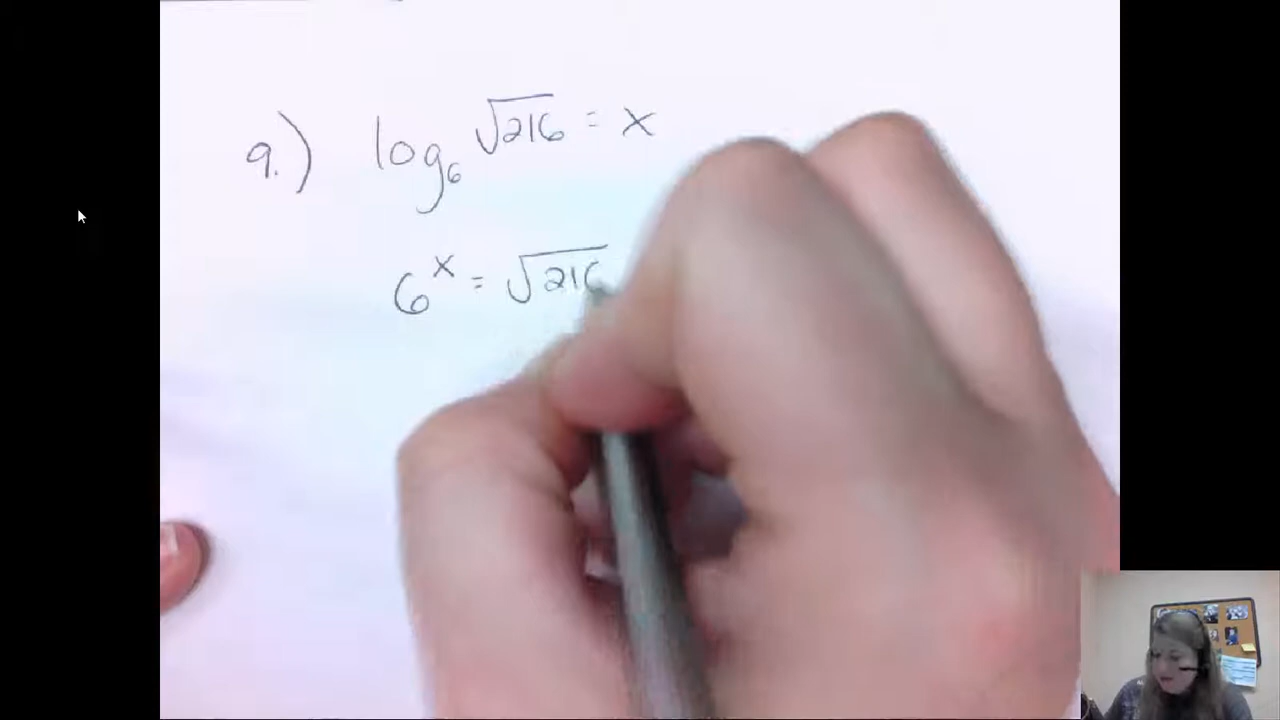 9.) log₆ √216 = x
6ˣ = √216